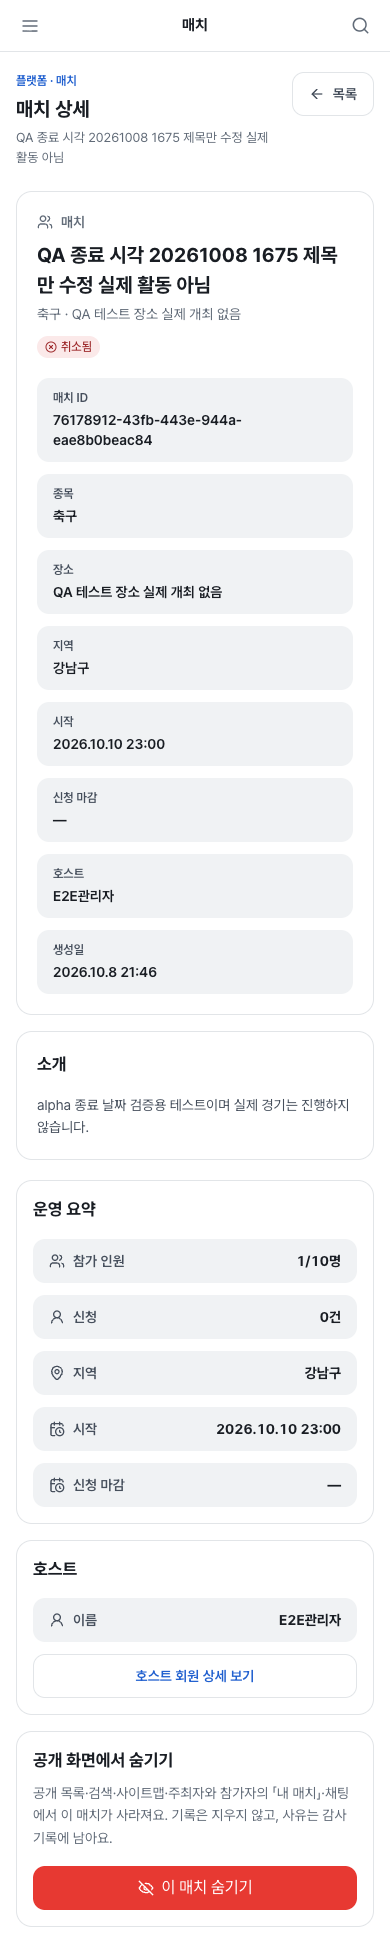 매치
플랫폼 · 매치
매치 상세
QA 종료 시각 20261008 1675 제목만 수정 실제
활동 아님
목록
매치
QA 종료 시각 20261008 1675 제목
만 수정 실제 활동 아님
축구 · QA 테스트 장소 실제 개최 없음
취소됨
매치 ID
76178912-43fb-443e-944a-
eae8b0beac84
종목
축구
장소
QA 테스트 장소 실제 개최 없음
지역
강남구
시작
2026.10.10 23:00
신청 마감
—
호스트
E2E관리자
생성일
2026.10.8 21:46
소개
alpha 종료 날짜 검증용 테스트이며 실제 경기는 진행하지
않습니다.
운영 요약
참가 인원 1/10명
신청 0건
지역 강남구
시작 2026.10.10 23:00
신청 마감 —
호스트
이름 E2E관리자
호스트 회원 상세 보기
공개 화면에서 숨기기
공개 목록·검색·사이트맵·주최자와 참가자의 「내 매치」·채팅
에서 이 매치가 사라져요. 기록은 지우지 않고, 사유는 감사
기록에 남아요.
이 매치 숨기기